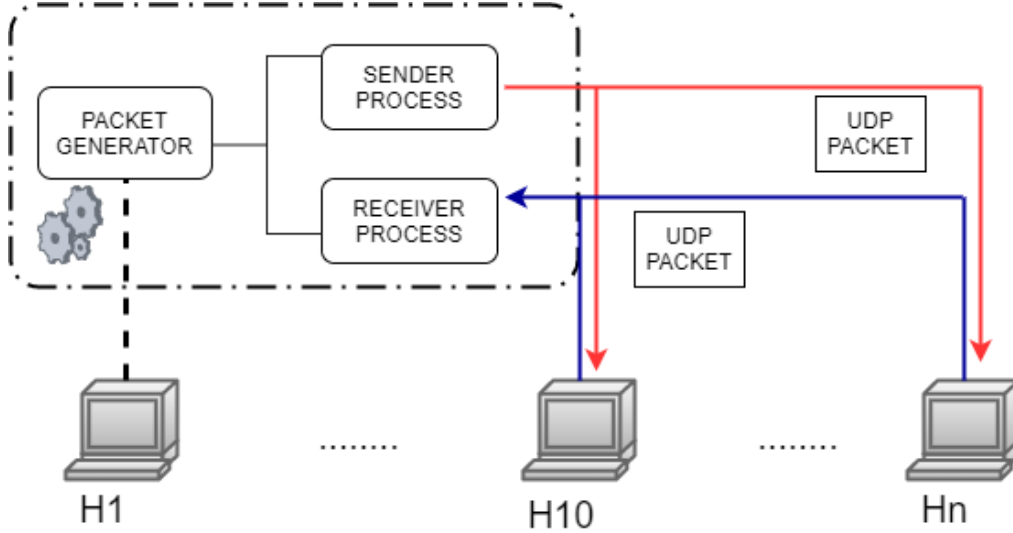 SENDER
PROCESS
PACKET
GENERATOR
UDP
PACKET
RECEIVER
PROCESS
UDP
PACKET
........
........
H1
H10
Hn